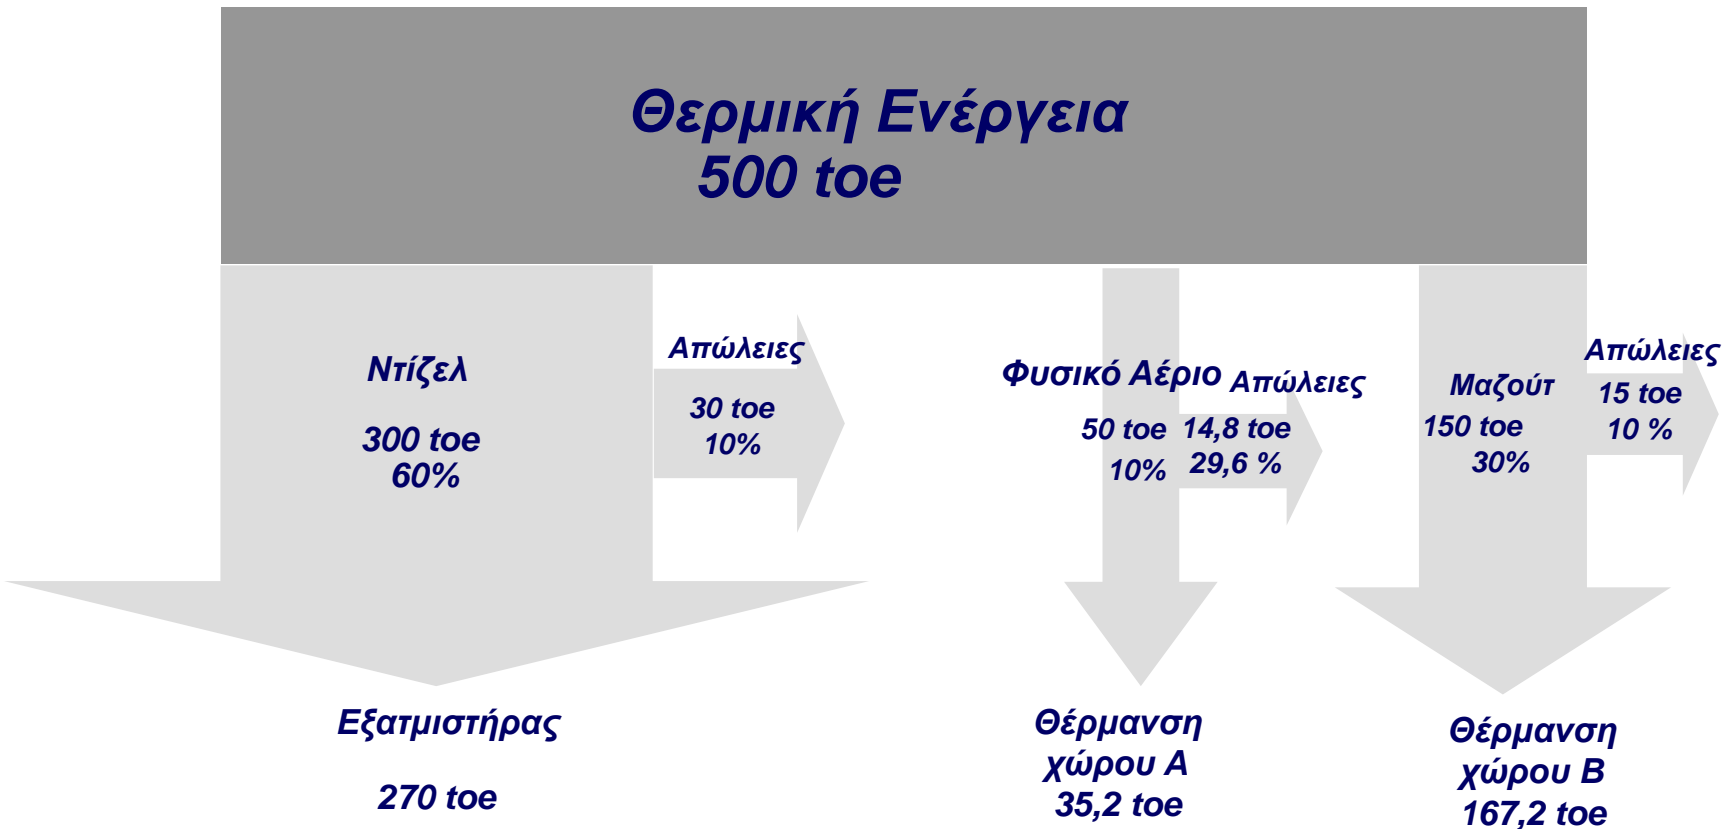 Θερμική Ενέργεια
500 toe
Ντίζελ
300 toe
60%
Απώλειες
30 toe
10%
Φυσικό Αέριο
50 toe
10%
Απώλειες
14,8 toe
29,6 %
Μαζούτ
150 toe
30%
Απώλειες
15 toe
10 %
Εξατμιστήρας
270 toe
Θέρμανση
χώρου Α
35,2 toe
Θέρμανση
χώρου Β
167,2 toe